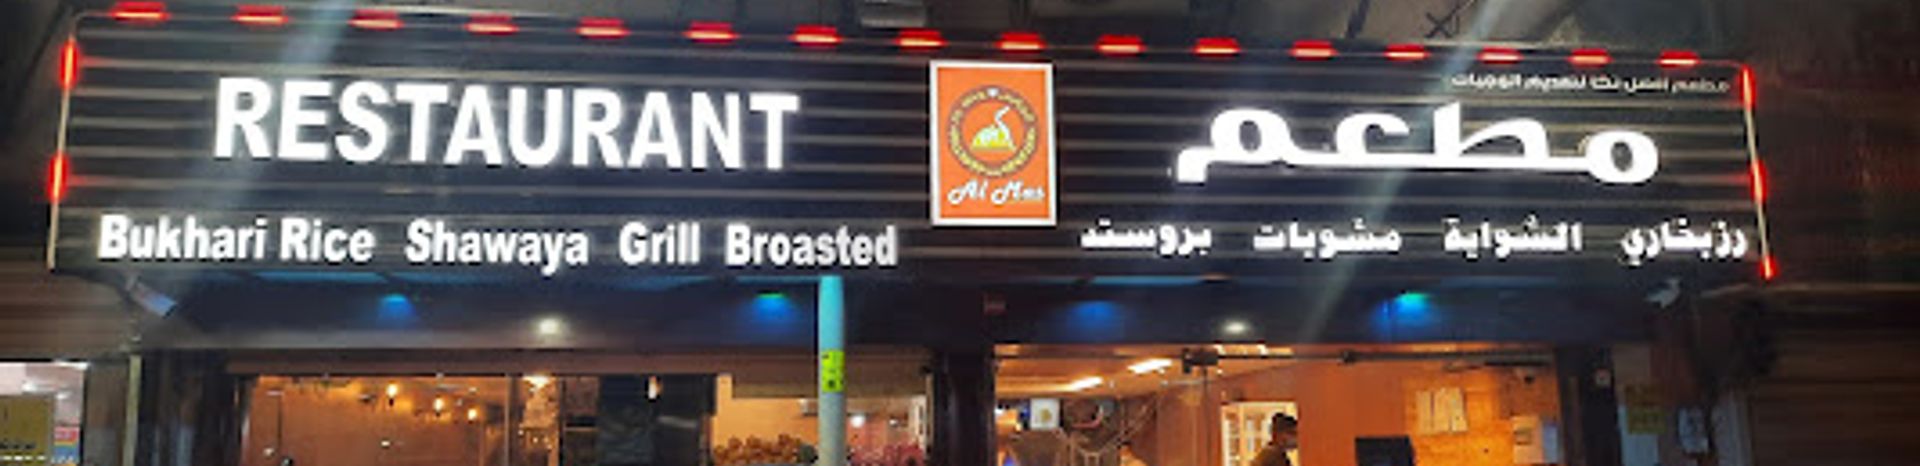 RESTAURANT
Bukhari Rice Shawaya Grill Broasted
Al Mas
مطعم
رزبخاري الشواية مشويات بروستد